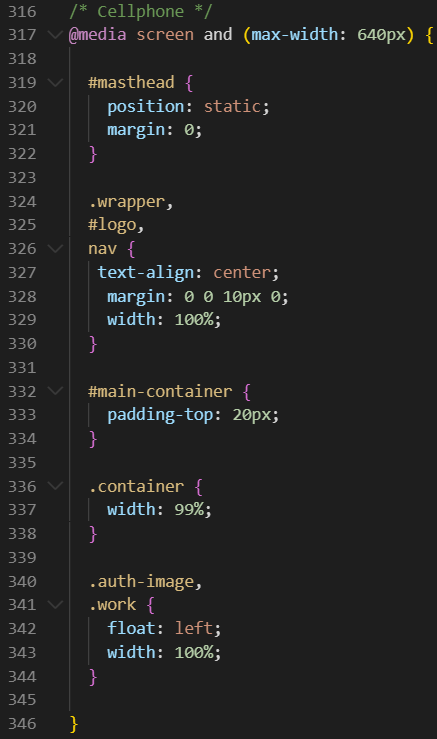 316 /* Cellphone */
317 @media screen and (max-width: 640px) {
318
319   #masthead {
320     position: static;
321     margin: 0;
322   }
323
324   .wrapper,
325   #logo,
326   nav {
327    text-align: center;
328     margin: 0 0 10px 0;
329     width: 100%;
330   }
331
332   #main-container {
333     padding-top: 20px;
334   }
335
336   .container {
337     width: 99%;
338   }
339
340   .auth-image,
341   .work {
342     float: left;
343     width: 100%;
344   }
345
346 }